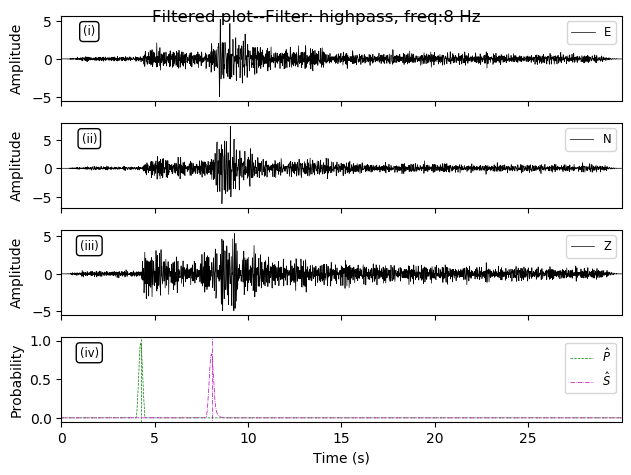 Filtered plot--Filter: highpass, freq:8 Hz
5
0
−5
Amplitude
(i)
E
5
0
−5
Amplitude
(ii)
N
5
0
−5
Amplitude
(iii)
Z
1.0
0.5
0.0
Probability
(iv)
P̂
Ŝ
0 5 10 15 20 25
Time (s)